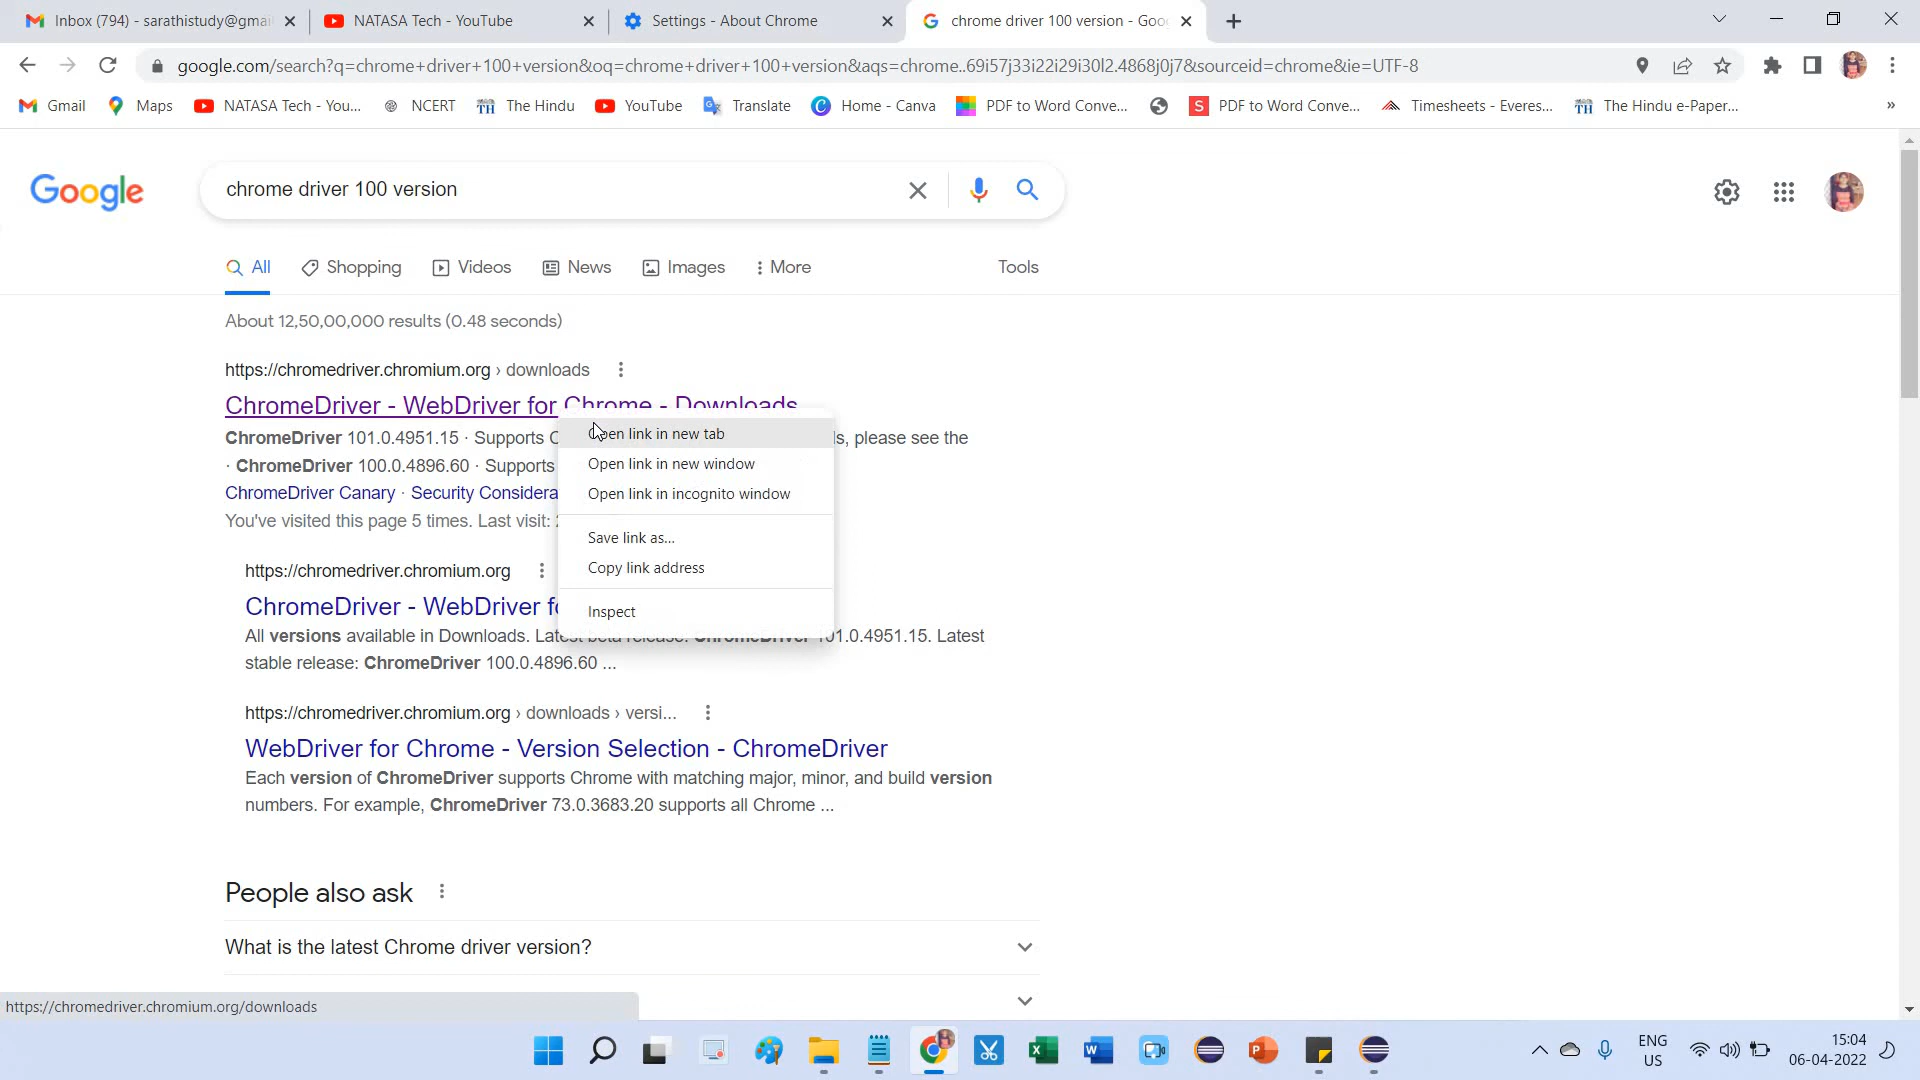 Inbox (794) - sarathistudy@gmai
NATASA Tech - YouTube
Settings - About Chrome
chrome driver 100 version - Goo
google.com/search?q=chrome+driver+100+version&oq=chrome+driver+100+version&aqs=chrome..69i57j33i22i29i30l2.4868j0j7&sourceid=chrome&ie=UTF-8
Gmail
Maps
NATASA Tech - You...
NCERT
The Hindu
YouTube
Translate
Home - Canva
PDF to Word Conve...
PDF to Word Conve...
Timesheets - Everes...
The Hindu e-Paper...
Google
chrome driver 100 version
All
Shopping
Videos
News
Images
More
Tools
About 12,50,00,000 results (0.48 seconds)
https://chromedriver.chromium.org › downloads
ChromeDriver - WebDriver for Chrome - Downloads
ChromeDriver 101.0.4951.15 · Supports
s, please see the
· ChromeDriver 100.0.4896.60 · Supports
ChromeDriver Canary · Security Considera
You've visited this page 5 times. Last visit:
Open link in new tab
Open link in new window
Open link in incognito window
Save link as...
Copy link address
Inspect
https://chromedriver.chromium.org
ChromeDriver - WebDriver fo
All versions available in Downloads. Latest beta release: ChromeDriver 101.0.4951.15. Latest
stable release: ChromeDriver 100.0.4896.60 ...
https://chromedriver.chromium.org › downloads › versi...
WebDriver for Chrome - Version Selection - ChromeDriver
Each version of ChromeDriver supports Chrome with matching major, minor, and build version
numbers. For example, ChromeDriver 73.0.3683.20 supports all Chrome ...
People also ask
What is the latest Chrome driver version?
https://chromedriver.chromium.org/downloads
ENG
US
15:04
06-04-2022